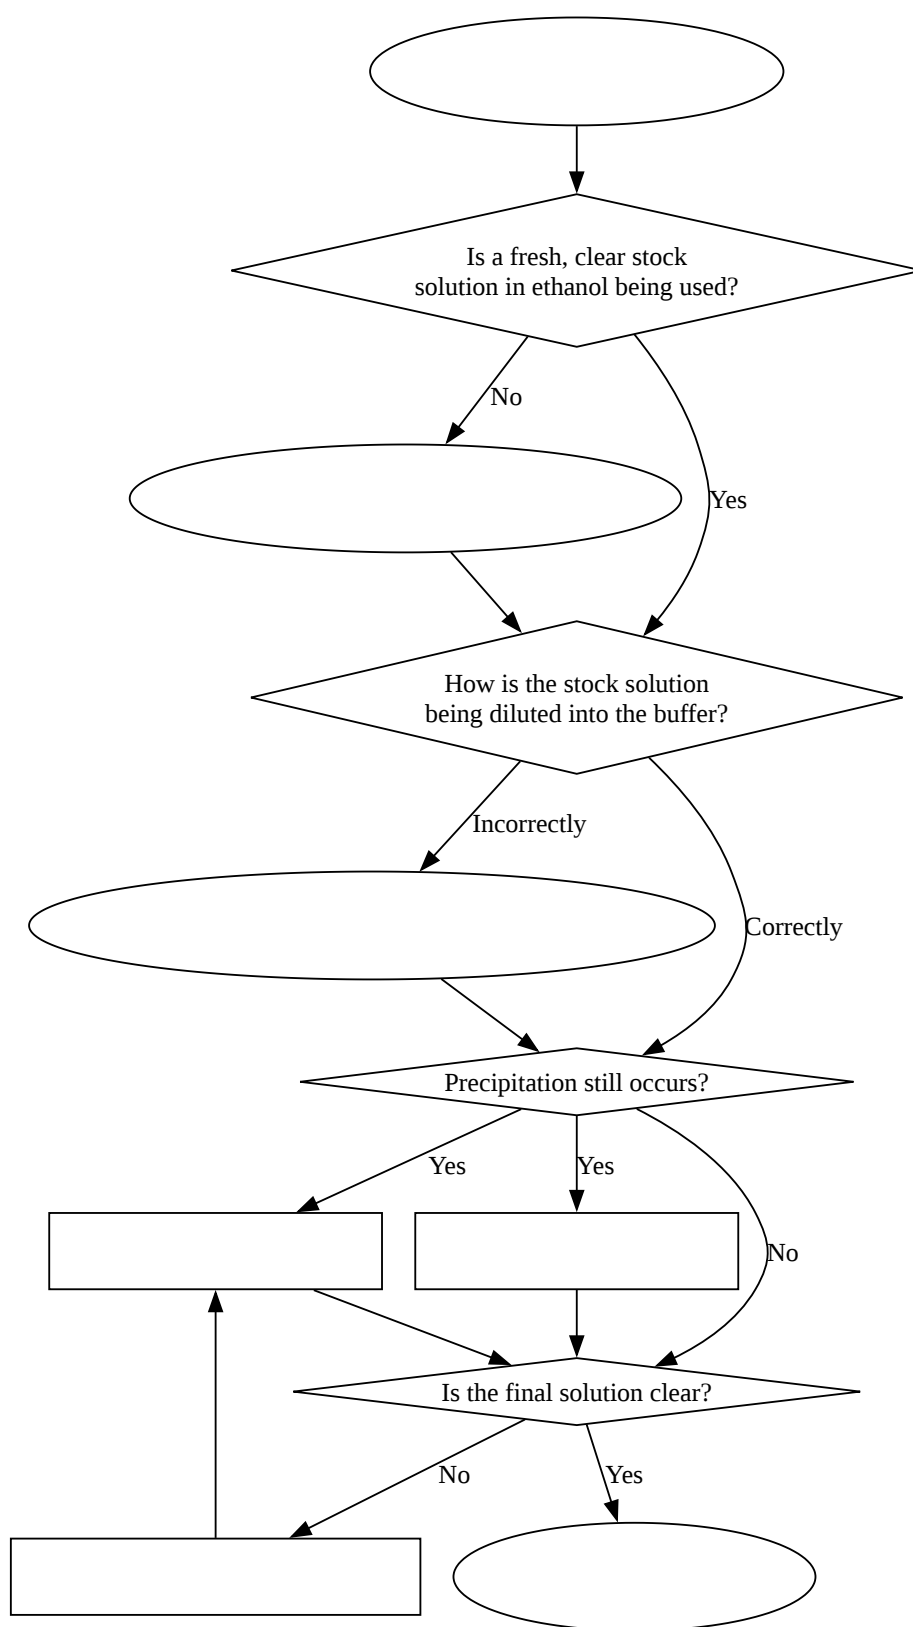 Is a fresh, clear stock
solution in ethanol being used?
No
Yes
How is the stock solution
being diluted into the buffer?
Incorrectly
Correctly
Precipitation still occurs?
Yes
Yes
No
Is the final solution clear?
No
Yes